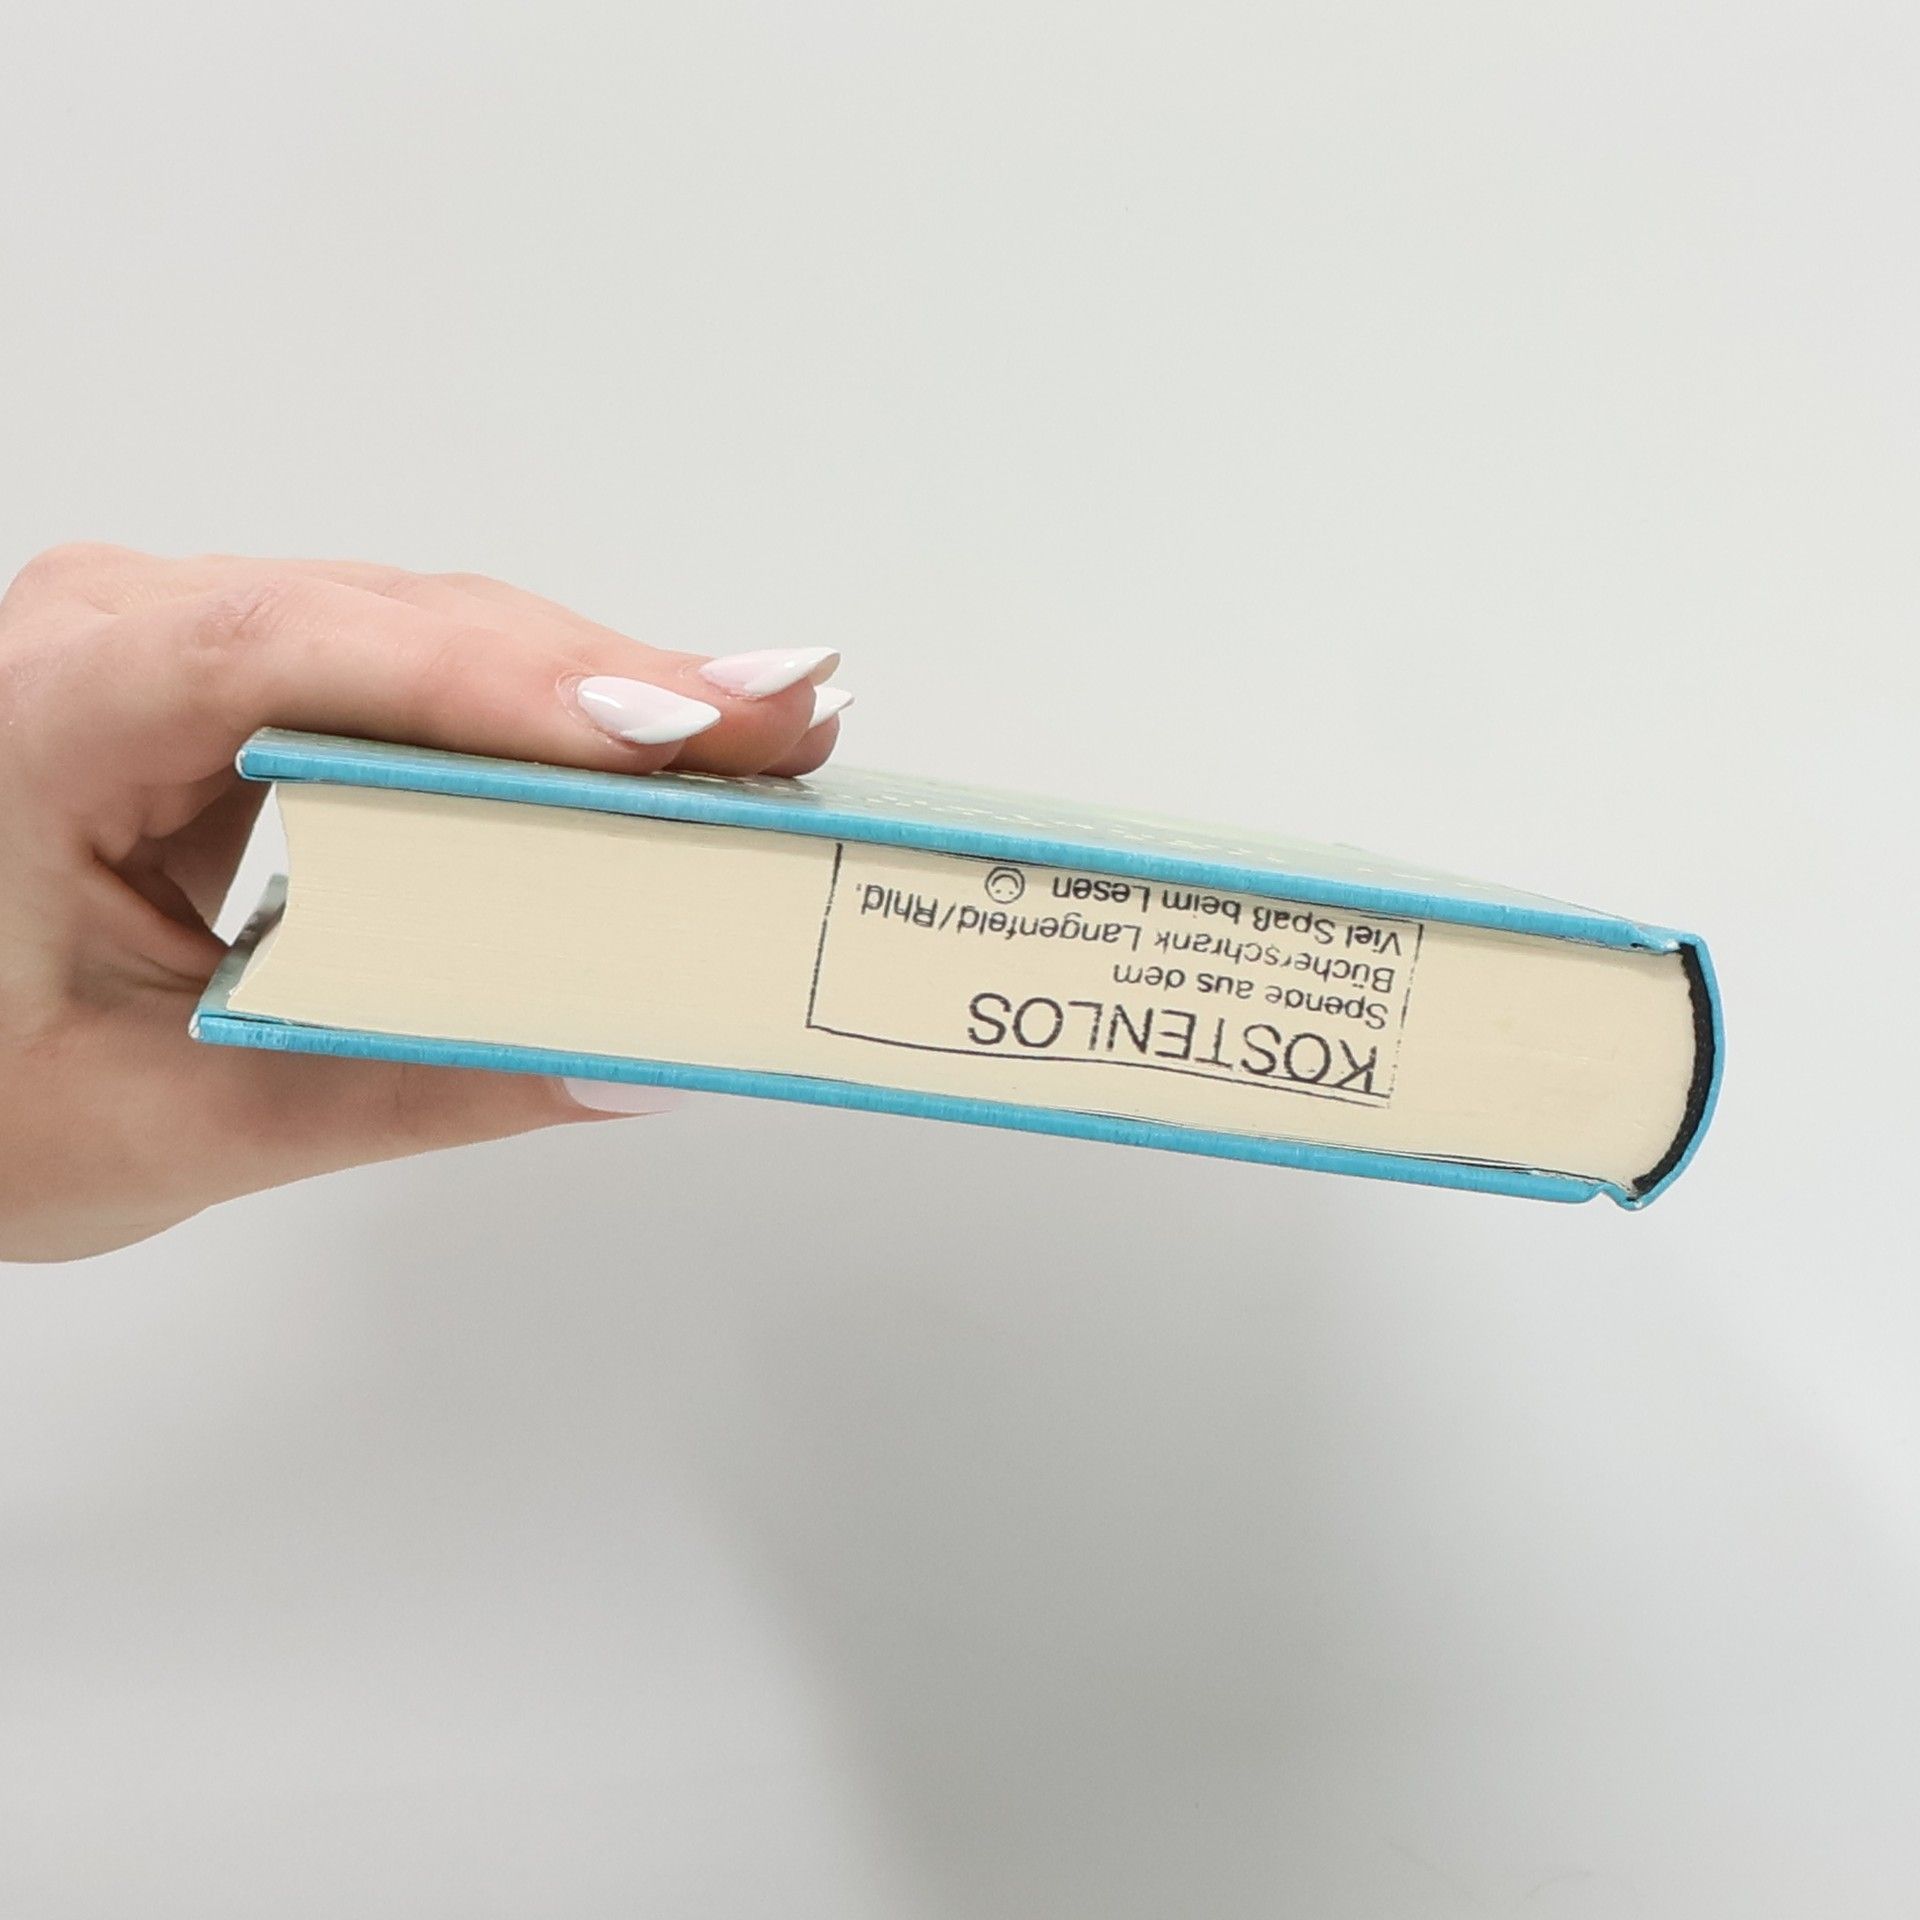 KOSTENLOS
Spende aus dem
Bücherschrank Langenfeld/Rhld.
Viel Spaß beim Lesen ☺